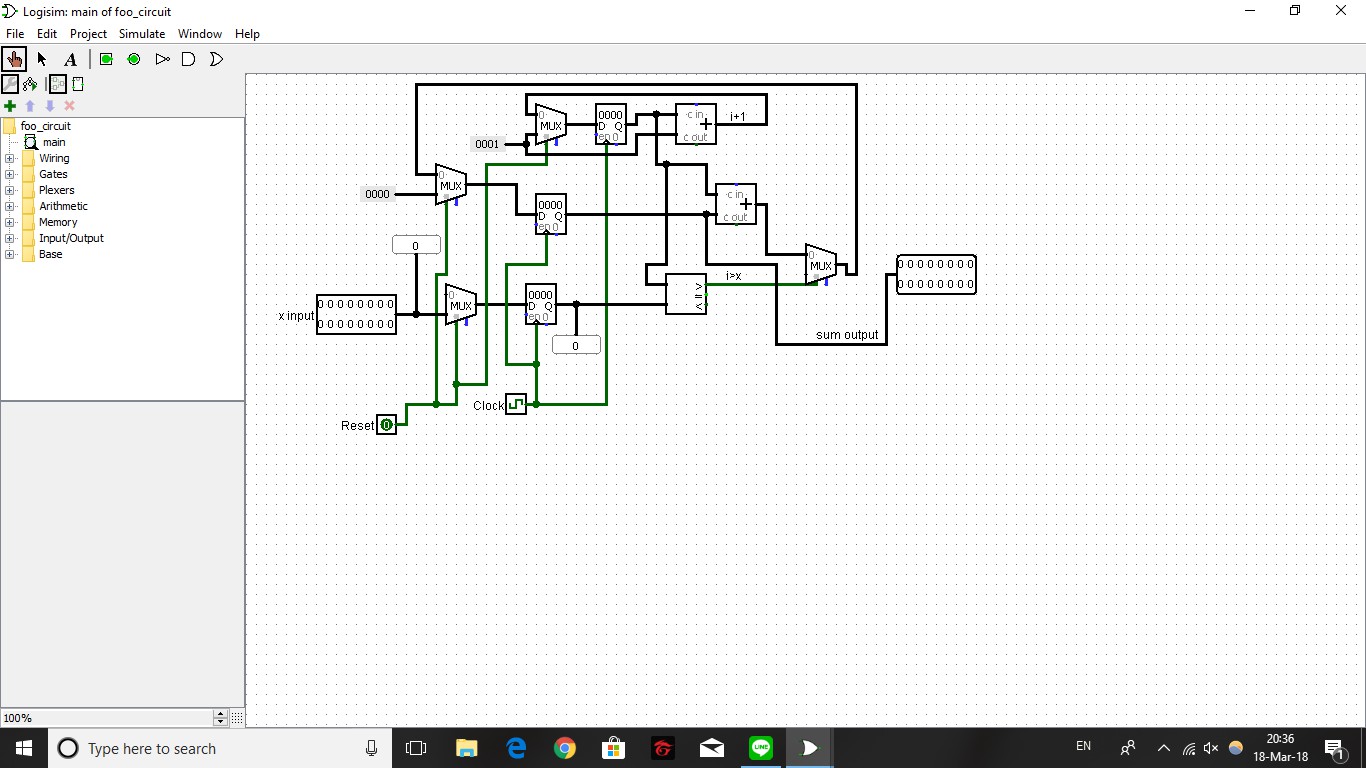 Logisim: main of foo_circuit
File Edit Project Simulate Window Help
A
foo_circuit
main
Wiring
Gates
Plexers
Arithmetic
Memory
Input/Output
Base
100%
i+1
0 MUX
0000 D Q en 0
c in + c out
0001
0 MUX
0000
0000 D Q en 0
c in + c out
0
0 MUX
i>x
> = <
0 0 0 0 0 0 0 0
0 0 0 0 0 0 0 0
x input
0 0 0 0 0 0 0 0
0 0 0 0 0 0 0 0
0 MUX
0000 D Q en 0
sum output
0
Clock
Reset 0
Type here to search
EN
20:36
18-Mar-18
1